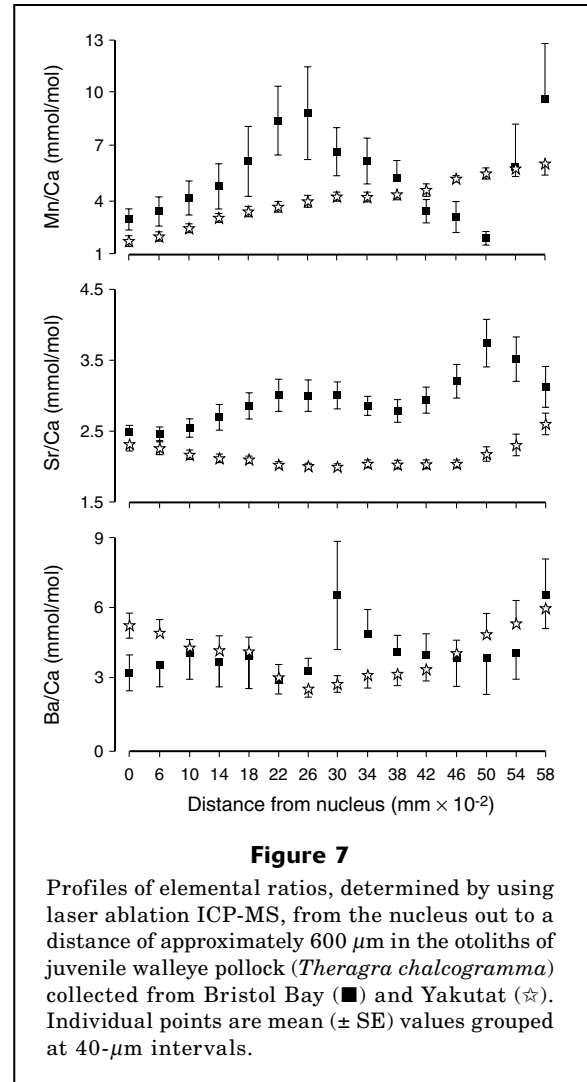 13
10
7
4
1
Mn/Ca (mmol/mol)
4.5
3.5
2.5
1.5
Sr/Ca (mmol/mol)
9
6
3
0
Ba/Ca (mmol/mol)
0 6 10 14 18 22 26 30 34 38 42 46 50 54 58
Distance from nucleus (mm × 10-2)
Figure 7
Profiles of elemental ratios, determined by using
laser ablation ICP-MS, from the nucleus out to a
distance of approximately 600 μm in the otoliths of
juvenile walleye pollock (Theragra chalcogramma)
collected from Bristol Bay (■) and Yakutat (☆).
Individual points are mean (± SE) values grouped
at 40-μm intervals.